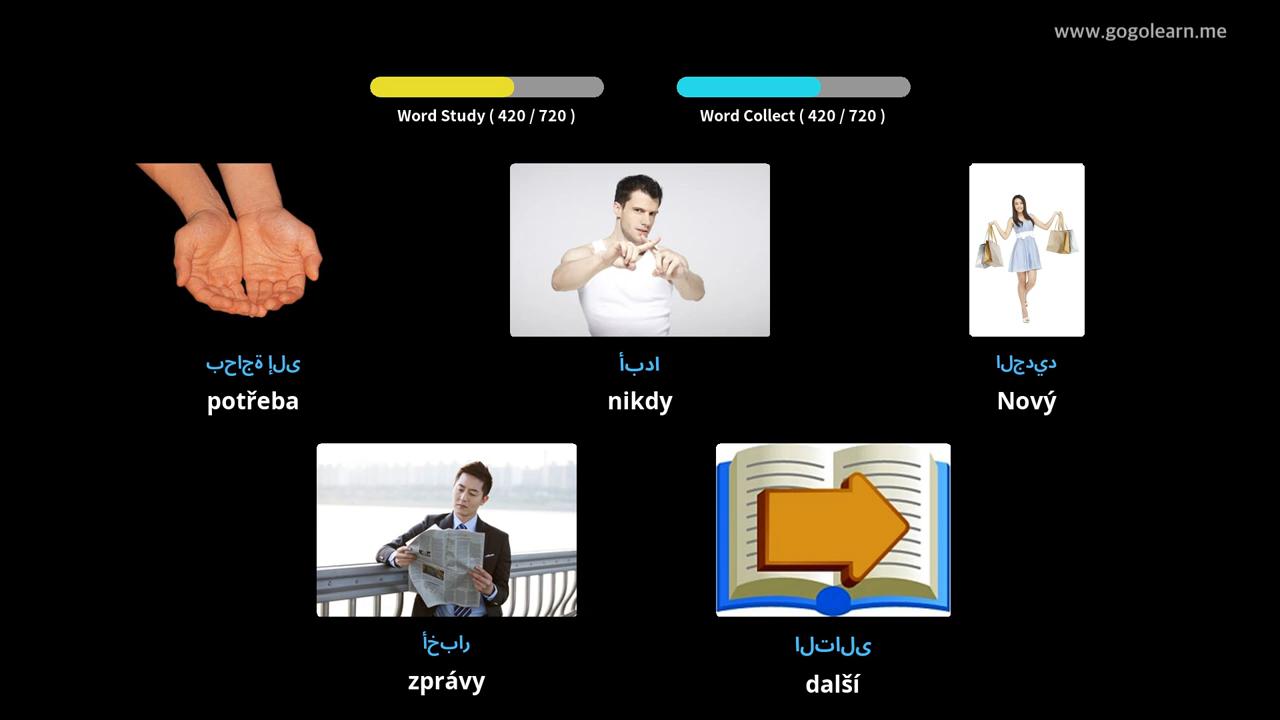 www.gogolearn.me
Word Study ( 420 / 720 )
Word Collect ( 420 / 720 )
بحاجة إلى
potřeba
أبدا
nikdy
الجديد
Nový
أخبار
zprávy
التالى
další